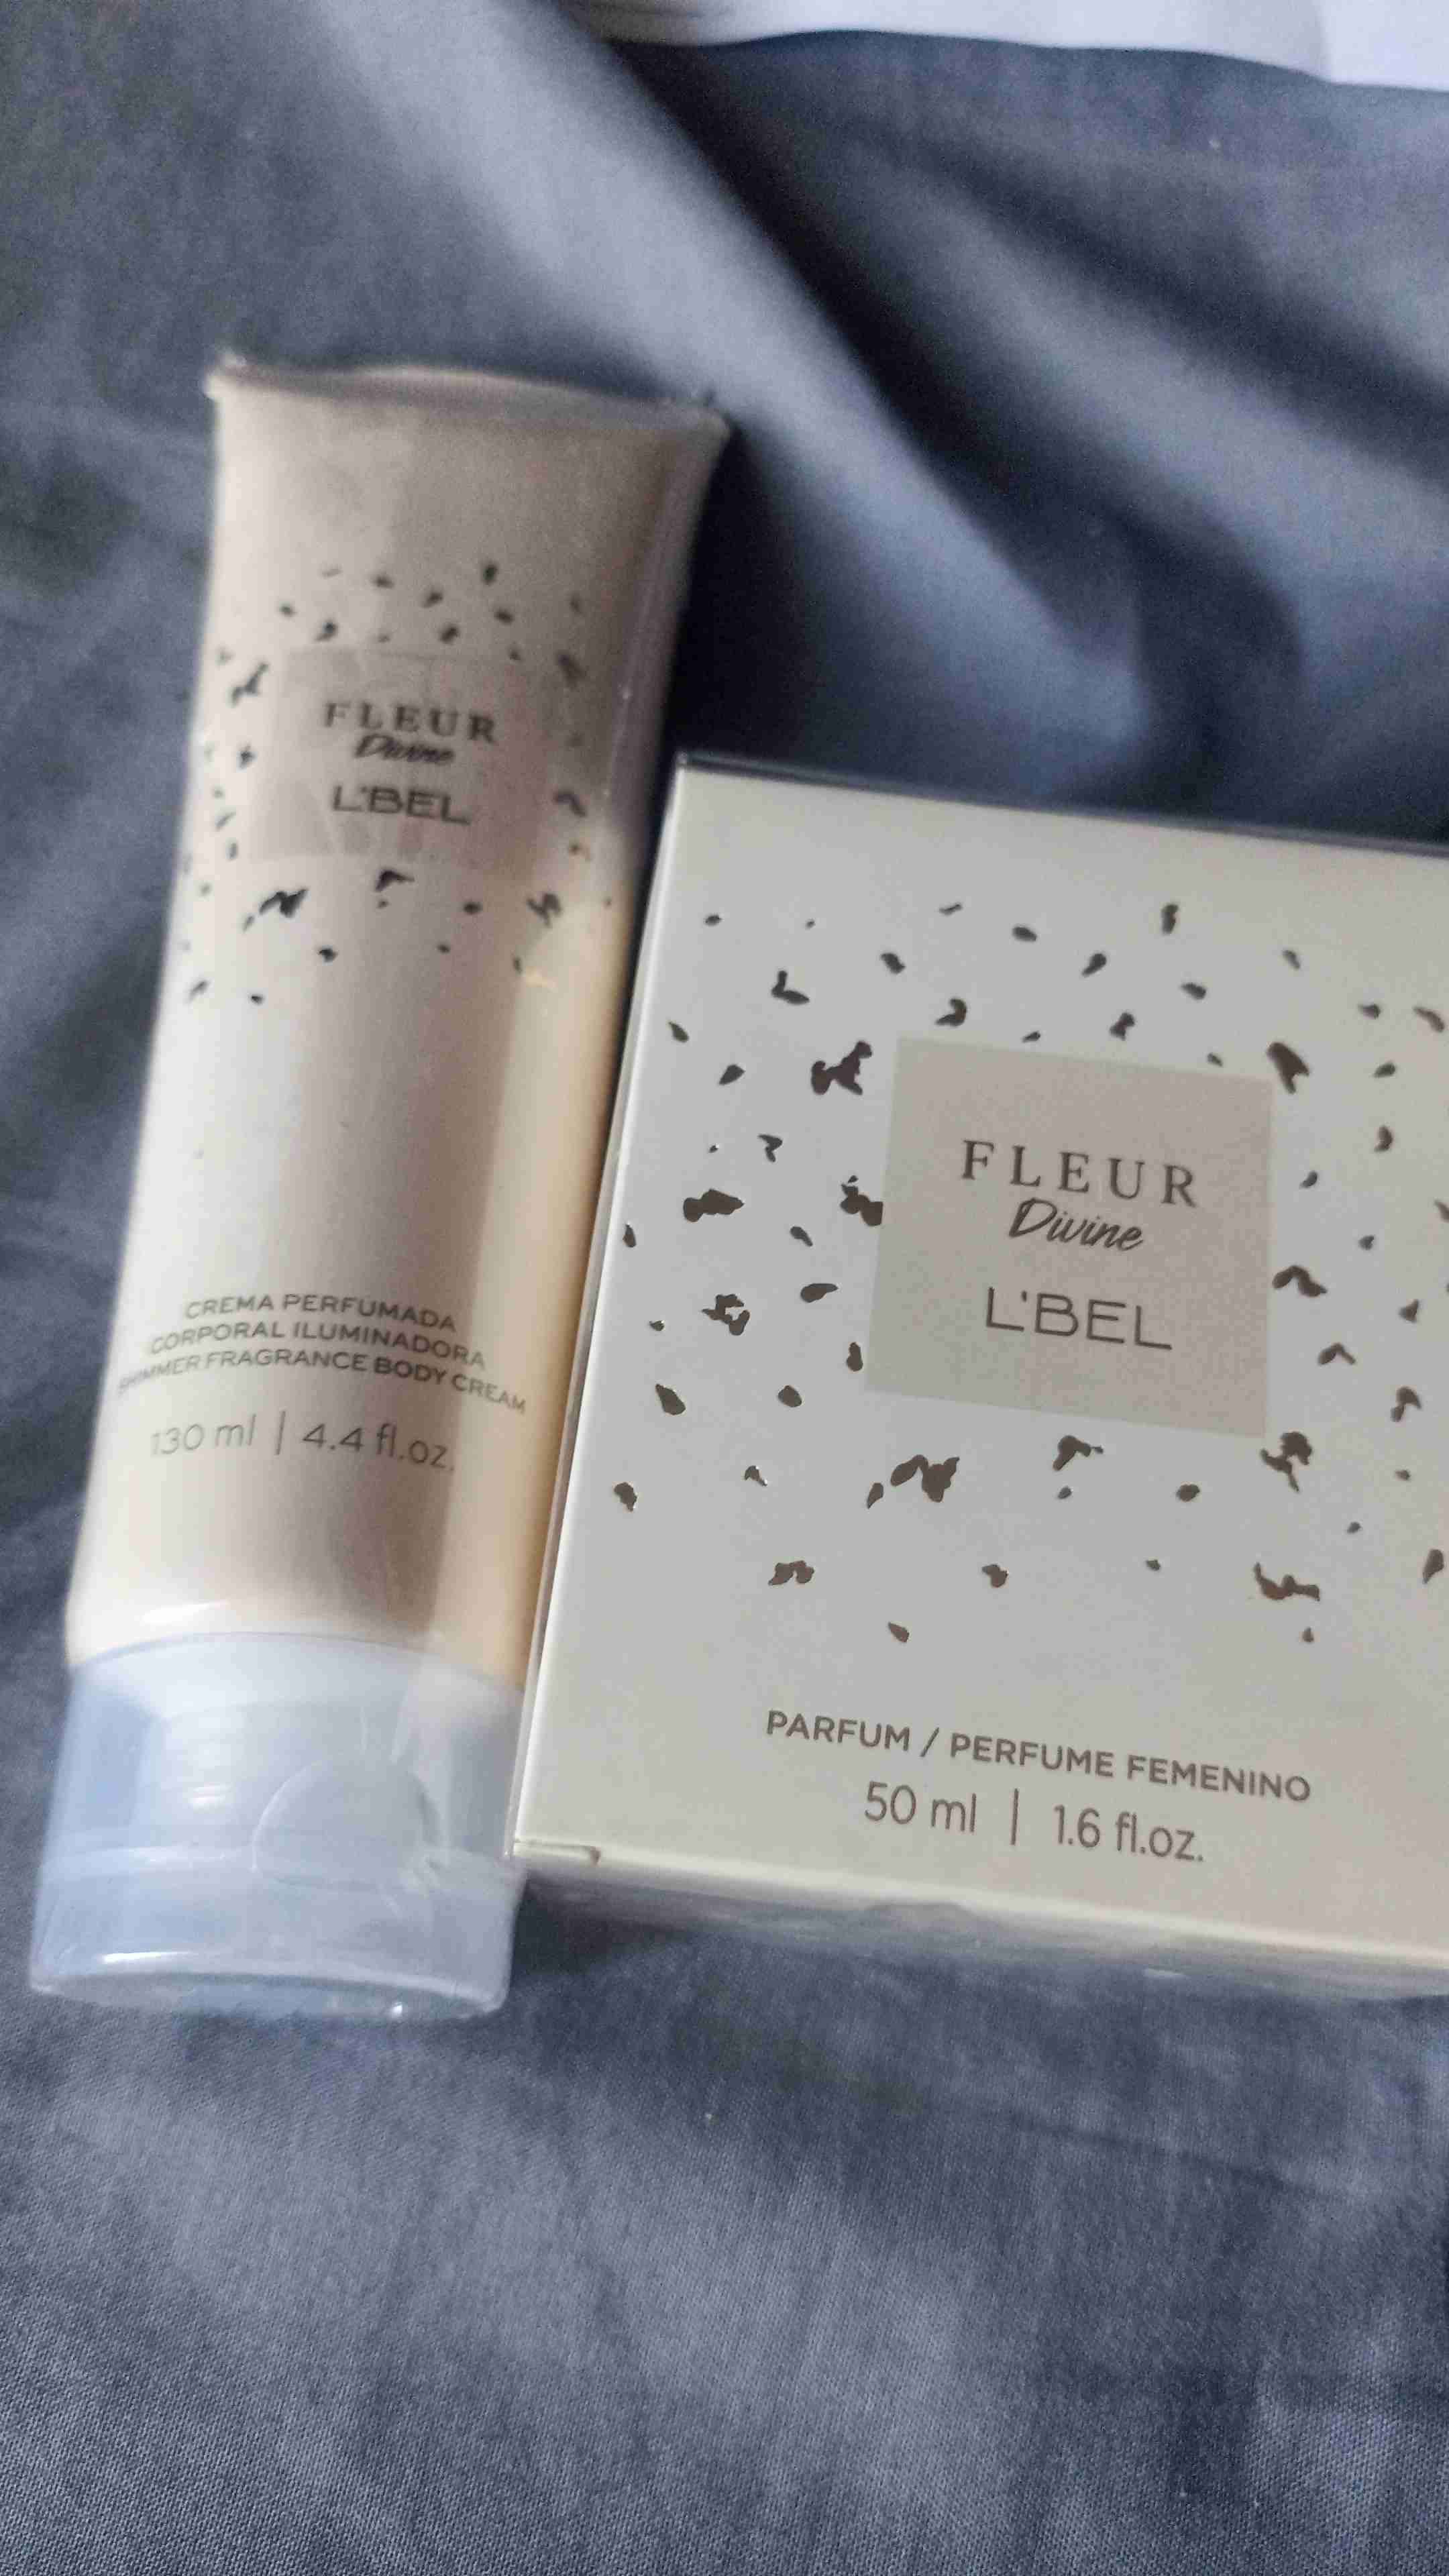 FLEUR
Divine
L'BEL
CREMA PERFUMADA
CORPORAL ILUMINADORA
SHIMMER FRAGRANCE BODY CREAM
130 ml | 4.4 fl.oz.
FLEUR
Divine
L'BEL
PARFUM / PERFUME FEMENINO
50 ml | 1.6 fl.oz.